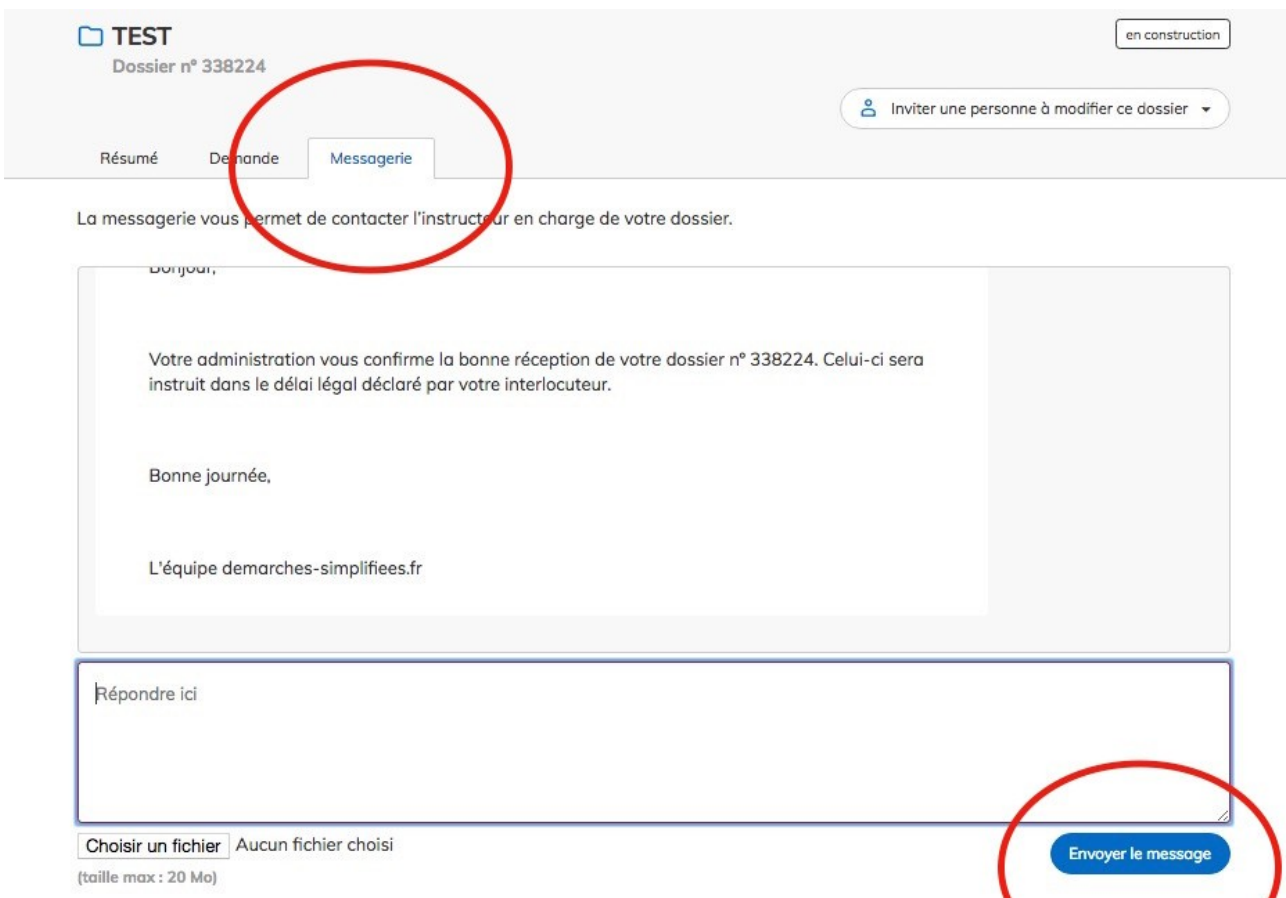 TEST
en construction
Dossier nº 338224
Inviter une personne à modifier ce dossier
Résumé Demande Messagerie
La messagerie vous permet de contacter l'instructeur en charge de votre dossier.
Bonjour,
Votre administration vous confirme la bonne réception de votre dossier nº 338224. Celui-ci sera
instruit dans le délai légal déclaré par votre interlocuteur.
Bonne journée,
L'équipe demarches-simplifiees.fr
Répondre ici
Choisir un fichier Aucun fichier choisi
Envoyer le message
(taille max : 20 Mo)